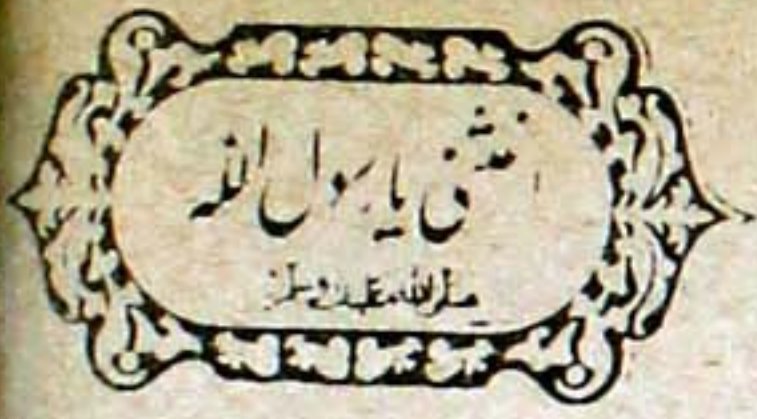 اغثنی یا رسول اللہ
صلی اللہ علیہ وسلم